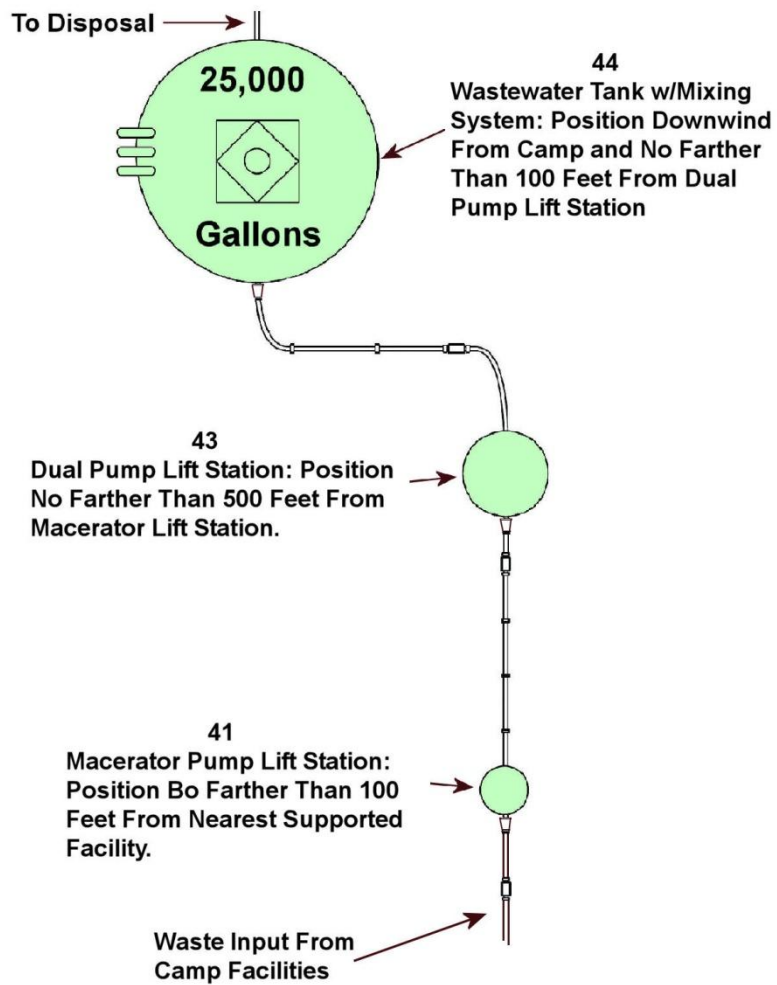 To Disposal
25,000
Gallons
44
Wastewater Tank w/Mixing
System: Position Downwind
From Camp and No Farther
Than 100 Feet From Dual
Pump Lift Station
43
Dual Pump Lift Station: Position
No Farther Than 500 Feet From
Macerator Lift Station.
41
Macerator Pump Lift Station:
Position Bo Farther Than 100
Feet From Nearest Supported
Facility.
Waste Input From
Camp Facilities